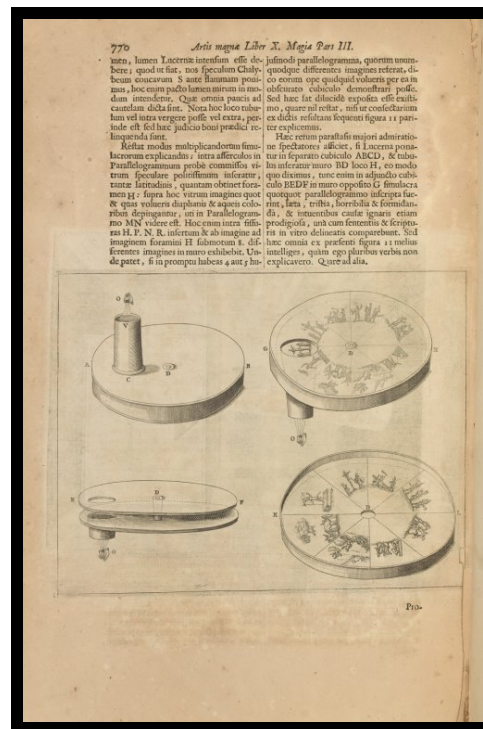 770
Artis magnæ Liber X. Magiæ Pars III.
men, lumen Lucernæ intensum esse de-
bere; quod ut fiat, nos speculum Chaly-
beum concavum S ante flammam poni-
mus, hoc enim pacto lumen mirum in mo-
dum intendetur. Quæ omnia paucis ad
cautelam dicta sint. Nota hoc loco tubu-
lum vel intra vergere posse vel extra, per-
inde est sed hæc judicio boni prædici re-
linquenda sunt.
Restat modus multiplicandorum simu-
lacrorum explicandus; intra asserculos in
Parallelogrammum probè commissos vi-
trum speculare politissimum inseratur,
tantæ latitudinis, quantam obtinet fora-
men H: supra hoc vitrum imagines quot
& quas volueris diaphanis & aqueis colo-
ribus depingantur, uti in Parallelogram-
mo MN videre est. Hoc enim intra fissu-
ras H. P. N. R. insertum & ab imagine ad
imaginem foramini H submotum 8. dif-
ferentes imagines in muro exhibebit. Un-
de patet, si in promptu habeas 4 aut 5 hu-
jusmodi parallelogramma, quorum unum-
quodque differentes imagines referat, di-
co eorum ope quidquid volueris per ea in
obscurato cubiculo demonstrari posse.
Sed hæc sat dilucidè exposita esse existi-
mo, quare nil restat, nisi ut consectarium
ex dictis resultans sequenti figura 11 pari-
ter explicemus.
Hæc rerum parastasis majori admiratio-
ne spectatores afficiet, si Lucerna pona-
tur in separato cubiculo ABCD, & tubu-
lus inseratur muro BD loco H, eo modo
quo diximus, tunc enim in adjuncto cubi-
culo BEDF in muro opposito G simulacra
quotquot parallelogrammo inscripta fue-
rint, læta, tristia, horribilia & formidan-
da, & intuentibus causæ ignaris etiam
prodigiosa, unà cum sententiis & scriptu-
ris in vitro delineatis comparebunt. Sed
hæc omnia ex præsenti figura 11 melius
intelliges, quàm ego pluribus verbis non
explicavero. Quare ad alia.
O
V
A
C
D
B
G
D
H
O
E
D
F
K
L
Pro-